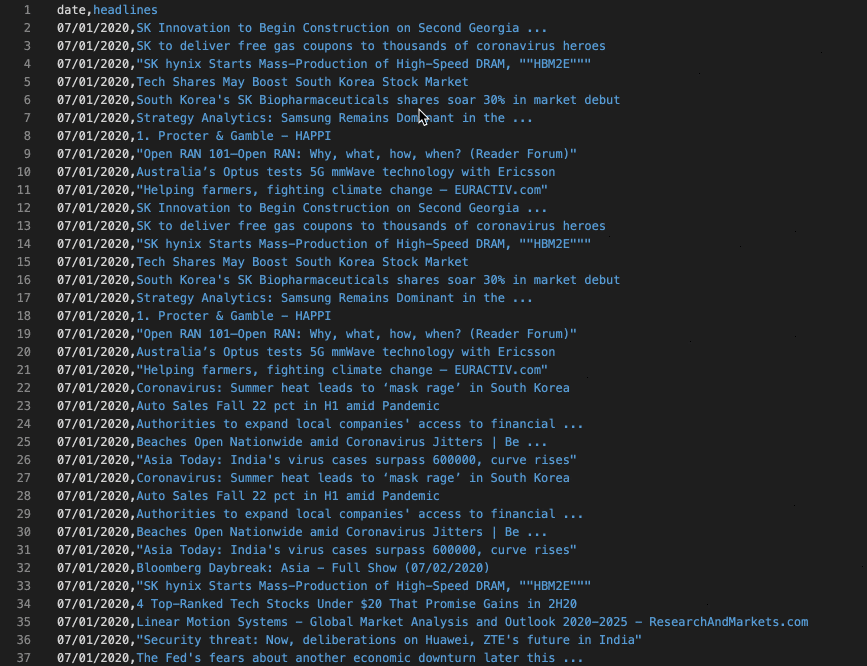 1 date,headlines
2 07/01/2020,SK Innovation to Begin Construction on Second Georgia ...
3 07/01/2020,SK to deliver free gas coupons to thousands of coronavirus heroes
4 07/01/2020,"SK hynix Starts Mass-Production of High-Speed DRAM, ""HBM2E"""
5 07/01/2020,Tech Shares May Boost South Korea Stock Market
6 07/01/2020,South Korea's SK Biopharmaceuticals shares soar 30% in market debut
7 07/01/2020,Strategy Analytics: Samsung Remains Dominant in the ...
8 07/01/2020,1. Procter & Gamble – HAPPI
9 07/01/2020,"Open RAN 101–Open RAN: Why, what, how, when? (Reader Forum)"
10 07/01/2020,Australia’s Optus tests 5G mmWave technology with Ericsson
11 07/01/2020,"Helping farmers, fighting climate change – EURACTIV.com"
12 07/01/2020,SK Innovation to Begin Construction on Second Georgia ...
13 07/01/2020,SK to deliver free gas coupons to thousands of coronavirus heroes
14 07/01/2020,"SK hynix Starts Mass-Production of High-Speed DRAM, ""HBM2E"""
15 07/01/2020,Tech Shares May Boost South Korea Stock Market
16 07/01/2020,South Korea's SK Biopharmaceuticals shares soar 30% in market debut
17 07/01/2020,Strategy Analytics: Samsung Remains Dominant in the ...
18 07/01/2020,1. Procter & Gamble – HAPPI
19 07/01/2020,"Open RAN 101–Open RAN: Why, what, how, when? (Reader Forum)"
20 07/01/2020,Australia’s Optus tests 5G mmWave technology with Ericsson
21 07/01/2020,"Helping farmers, fighting climate change – EURACTIV.com"
22 07/01/2020,Coronavirus: Summer heat leads to ‘mask rage’ in South Korea
23 07/01/2020,Auto Sales Fall 22 pct in H1 amid Pandemic
24 07/01/2020,Authorities to expand local companies' access to financial ...
25 07/01/2020,Beaches Open Nationwide amid Coronavirus Jitters | Be ...
26 07/01/2020,"Asia Today: India's virus cases surpass 600000, curve rises"
27 07/01/2020,Coronavirus: Summer heat leads to ‘mask rage’ in South Korea
28 07/01/2020,Auto Sales Fall 22 pct in H1 amid Pandemic
29 07/01/2020,Authorities to expand local companies' access to financial ...
30 07/01/2020,Beaches Open Nationwide amid Coronavirus Jitters | Be ...
31 07/01/2020,"Asia Today: India's virus cases surpass 600000, curve rises"
32 07/01/2020,Bloomberg Daybreak: Asia – Full Show (07/02/2020)
33 07/01/2020,"SK hynix Starts Mass-Production of High-Speed DRAM, ""HBM2E"""
34 07/01/2020,4 Top-Ranked Tech Stocks Under $20 That Promise Gains in 2H20
35 07/01/2020,Linear Motion Systems – Global Market Analysis and Outlook 2020-2025 – ResearchAndMarkets.com
36 07/01/2020,"Security threat: Now, deliberations on Huawei, ZTE's future in India"
37 07/01/2020,The Fed's fears about another economic downturn later this ...